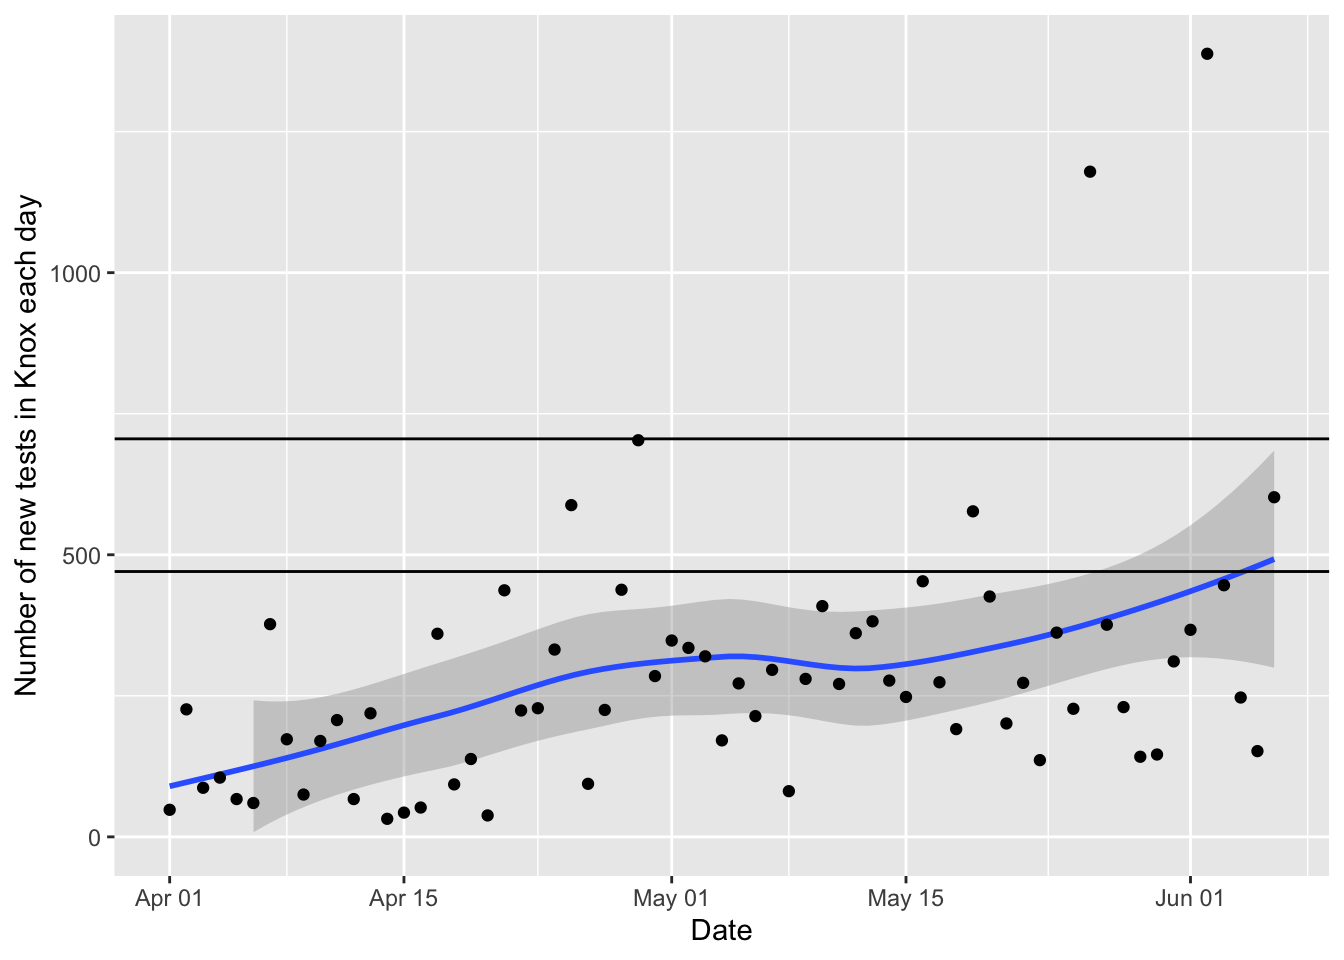 Number of new tests in Knox each day
1000
500
0
Apr 01
Apr 15
May 01
May 15
Jun 01
Date